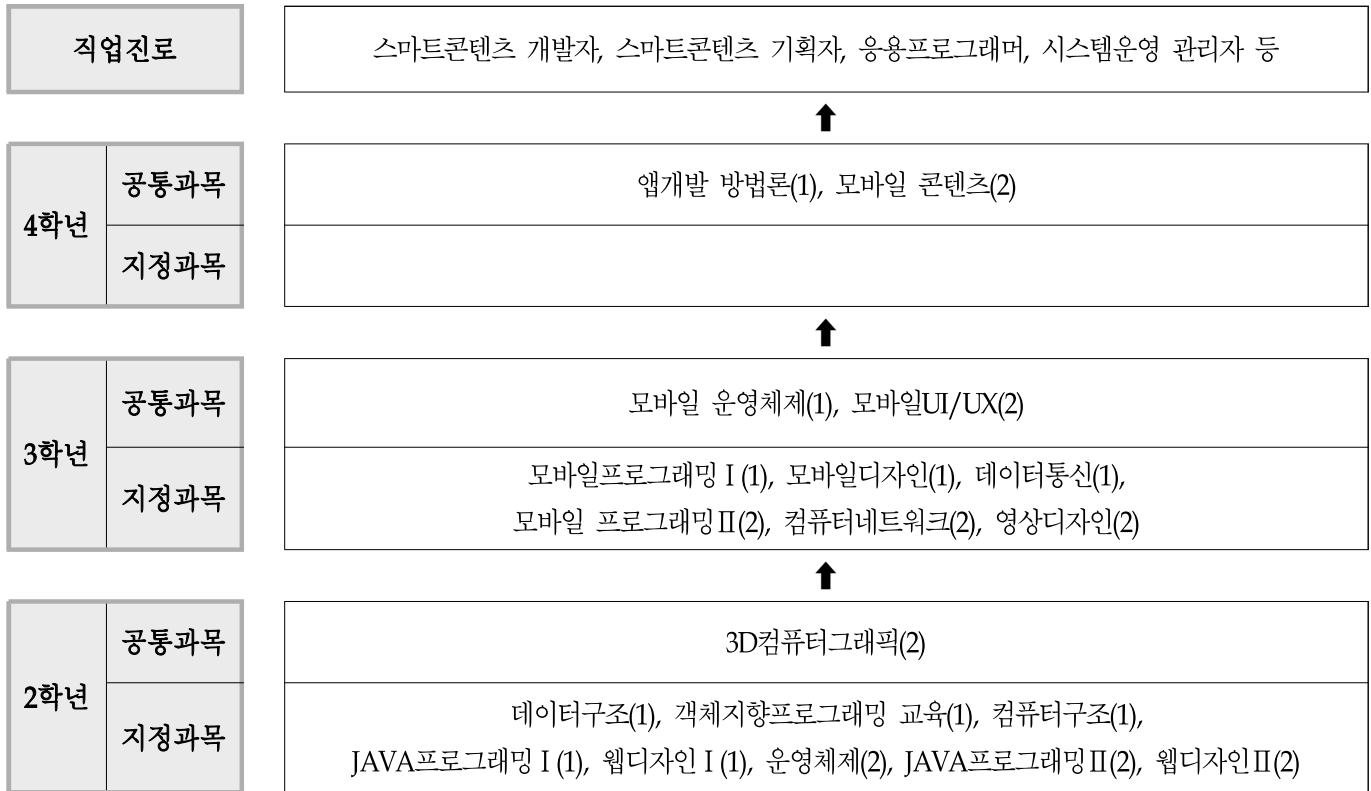 직업진로
스마트콘텐츠 개발자, 스마트콘텐츠 기획자, 응용프로그래머, 시스템운영 관리자 등
4학년
공통과목
앱개발 방법론(1), 모바일 콘텐츠(2)
지정과목
3학년
공통과목
모바일 운영체제(1), 모바일UI/UX(2)
지정과목
모바일프로그래밍Ⅰ(1), 모바일디자인(1), 데이터통신(1),
모바일 프로그래밍Ⅱ(2), 컴퓨터네트워크(2), 영상디자인(2)
2학년
공통과목
3D컴퓨터그래픽(2)
지정과목
데이터구조(1), 객체지향프로그래밍 교육(1), 컴퓨터구조(1),
JAVA프로그래밍Ⅰ(1), 웹디자인Ⅰ(1), 운영체제(2), JAVA프로그래밍Ⅱ(2), 웹디자인Ⅱ(2)